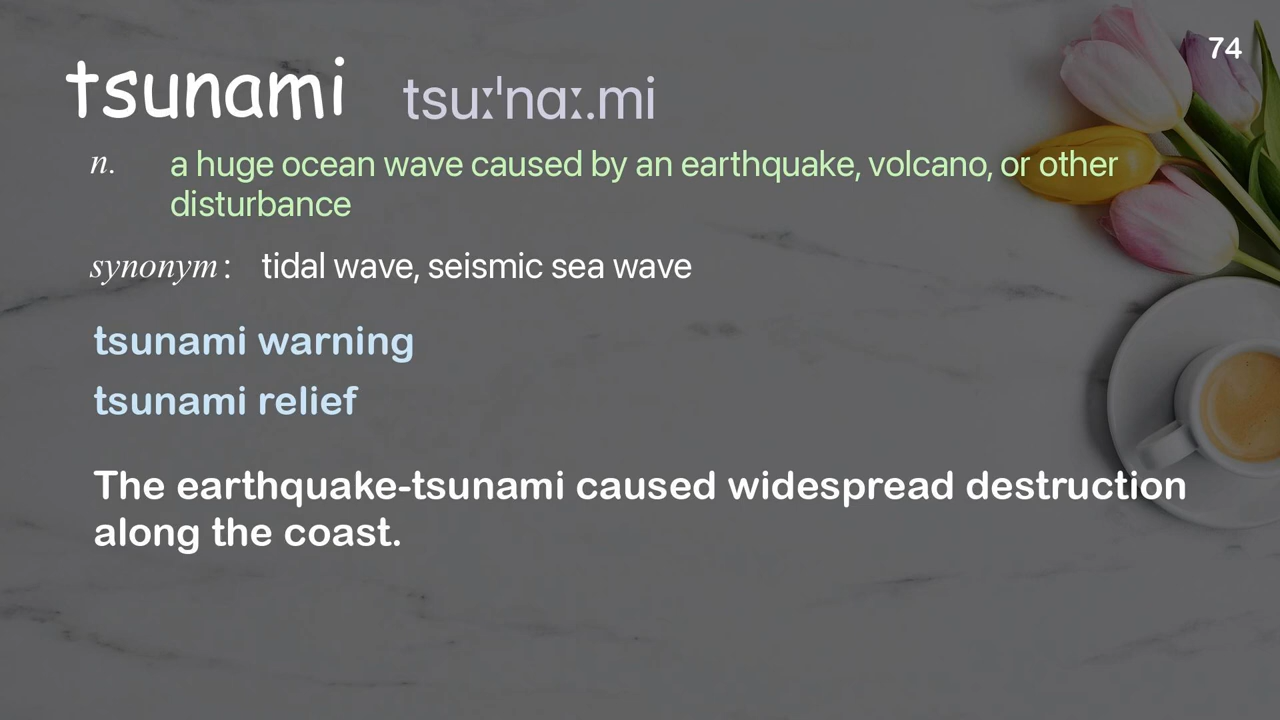 74
tsunami tsuːˈnɑː.mi
n. a huge ocean wave caused by an earthquake, volcano, or other
disturbance
synonym : tidal wave, seismic sea wave
tsunami warning
tsunami relief
The earthquake-tsunami caused widespread destruction
along the coast.